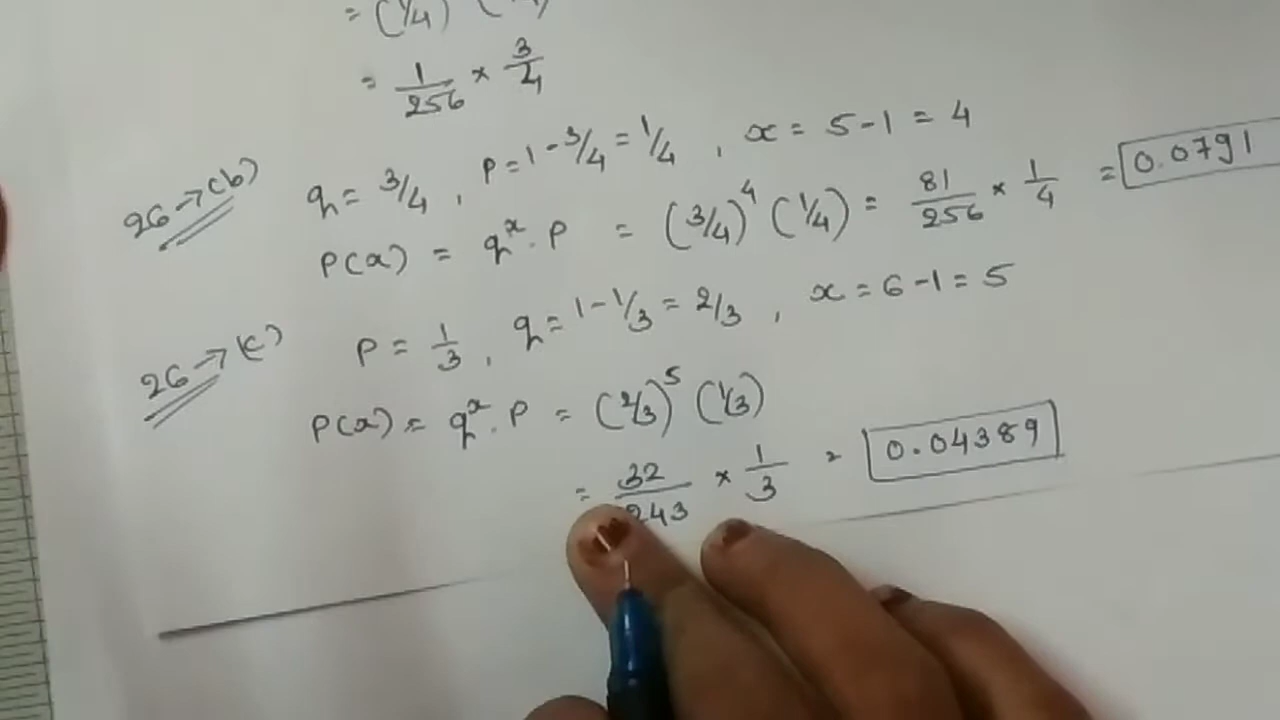 = (1/4)
= 1/256 × 3/4
26 → (b) q = 3/4, p = 1 - 3/4 = 1/4, x = 5 - 1 = 4
P(x) = q^x . p = (3/4)^4 (1/4) = 81/256 × 1/4 = 0.0791
26 → (c) p = 1/3, q = 1 - 1/3 = 2/3, x = 6 - 1 = 5
P(x) = q^x . p = (2/3)^5 (1/3)
= 32/243 × 1/3 = 0.04389